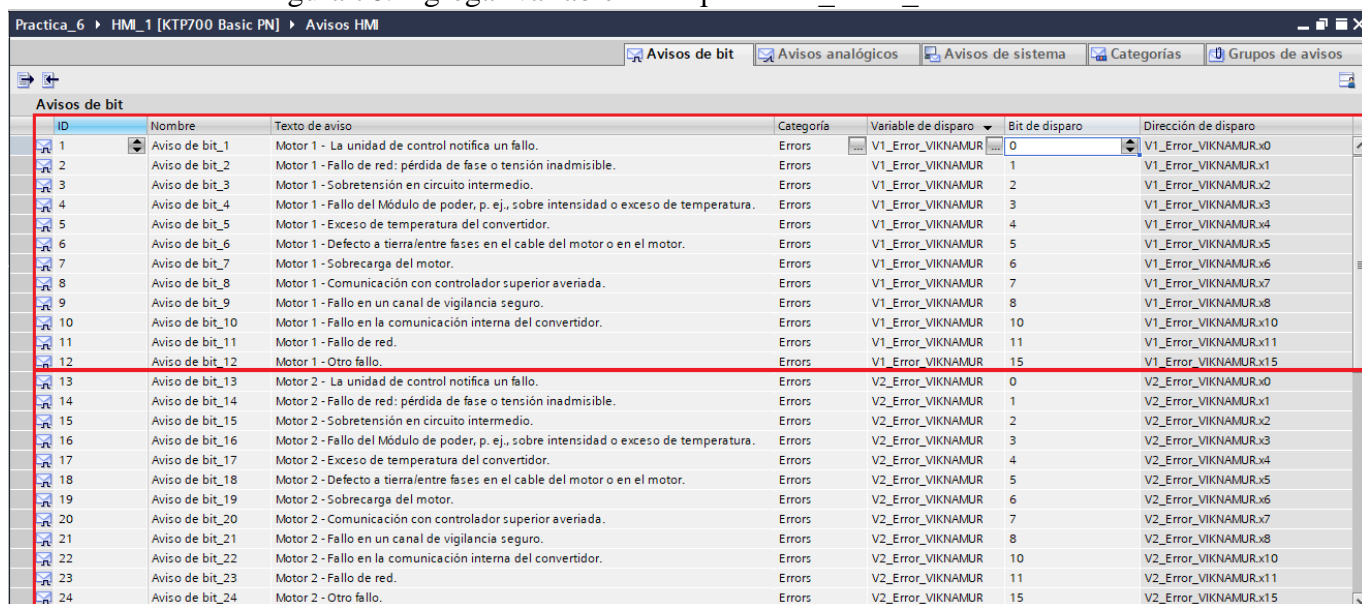 Practica_6 ▸ HMI_1 [KTP700 Basic PN] ▸ Avisos HMI
Avisos de bit Avisos analógicos Avisos de sistema Categorías Grupos de avisos
Avisos de bit
ID Nombre Texto de aviso Categoría Variable de disparo Bit de disparo Dirección de disparo
1 Aviso de bit_1 Motor 1 - La unidad de control notifica un fallo. Errors ... V1_Error_VIKNAMUR ... 0 V1_Error_VIKNAMUR.x0
2 Aviso de bit_2 Motor 1 - Fallo de red: pérdida de fase o tensión inadmisible. Errors V1_Error_VIKNAMUR 1 V1_Error_VIKNAMUR.x1
3 Aviso de bit_3 Motor 1 - Sobretensión en circuito intermedio. Errors V1_Error_VIKNAMUR 2 V1_Error_VIKNAMUR.x2
4 Aviso de bit_4 Motor 1 - Fallo del Módulo de poder, p. ej., sobre intensidad o exceso de temperatura. Errors V1_Error_VIKNAMUR 3 V1_Error_VIKNAMUR.x3
5 Aviso de bit_5 Motor 1 - Exceso de temperatura del convertidor. Errors V1_Error_VIKNAMUR 4 V1_Error_VIKNAMUR.x4
6 Aviso de bit_6 Motor 1 - Defecto a tierra/entre fases en el cable del motor o en el motor. Errors V1_Error_VIKNAMUR 5 V1_Error_VIKNAMUR.x5
7 Aviso de bit_7 Motor 1 - Sobrecarga del motor. Errors V1_Error_VIKNAMUR 6 V1_Error_VIKNAMUR.x6
8 Aviso de bit_8 Motor 1 - Comunicación con controlador superior averiada. Errors V1_Error_VIKNAMUR 7 V1_Error_VIKNAMUR.x7
9 Aviso de bit_9 Motor 1 - Fallo en un canal de vigilancia seguro. Errors V1_Error_VIKNAMUR 8 V1_Error_VIKNAMUR.x8
10 Aviso de bit_10 Motor 1 - Fallo en la comunicación interna del convertidor. Errors V1_Error_VIKNAMUR 10 V1_Error_VIKNAMUR.x10
11 Aviso de bit_11 Motor 1 - Fallo de red. Errors V1_Error_VIKNAMUR 11 V1_Error_VIKNAMUR.x11
12 Aviso de bit_12 Motor 1 - Otro fallo. Errors V1_Error_VIKNAMUR 15 V1_Error_VIKNAMUR.x15
13 Aviso de bit_13 Motor 2 - La unidad de control notifica un fallo. Errors V2_Error_VIKNAMUR 0 V2_Error_VIKNAMUR.x0
14 Aviso de bit_14 Motor 2 - Fallo de red: pérdida de fase o tensión inadmisible. Errors V2_Error_VIKNAMUR 1 V2_Error_VIKNAMUR.x1
15 Aviso de bit_15 Motor 2 - Sobretensión en circuito intermedio. Errors V2_Error_VIKNAMUR 2 V2_Error_VIKNAMUR.x2
16 Aviso de bit_16 Motor 2 - Fallo del Módulo de poder, p. ej., sobre intensidad o exceso de temperatura. Errors V2_Error_VIKNAMUR 3 V2_Error_VIKNAMUR.x3
17 Aviso de bit_17 Motor 2 - Exceso de temperatura del convertidor. Errors V2_Error_VIKNAMUR 4 V2_Error_VIKNAMUR.x4
18 Aviso de bit_18 Motor 2 - Defecto a tierra/entre fases en el cable del motor o en el motor. Errors V2_Error_VIKNAMUR 5 V2_Error_VIKNAMUR.x5
19 Aviso de bit_19 Motor 2 - Sobrecarga del motor. Errors V2_Error_VIKNAMUR 6 V2_Error_VIKNAMUR.x6
20 Aviso de bit_20 Motor 2 - Comunicación con controlador superior averiada. Errors V2_Error_VIKNAMUR 7 V2_Error_VIKNAMUR.x7
21 Aviso de bit_21 Motor 2 - Fallo en un canal de vigilancia seguro. Errors V2_Error_VIKNAMUR 8 V2_Error_VIKNAMUR.x8
22 Aviso de bit_22 Motor 2 - Fallo en la comunicación interna del convertidor. Errors V2_Error_VIKNAMUR 10 V2_Error_VIKNAMUR.x10
23 Aviso de bit_23 Motor 2 - Fallo de red. Errors V2_Error_VIKNAMUR 11 V2_Error_VIKNAMUR.x11
24 Aviso de bit_24 Motor 2 - Otro fallo. Errors V2_Error_VIKNAMUR 15 V2_Error_VIKNAMUR.x15